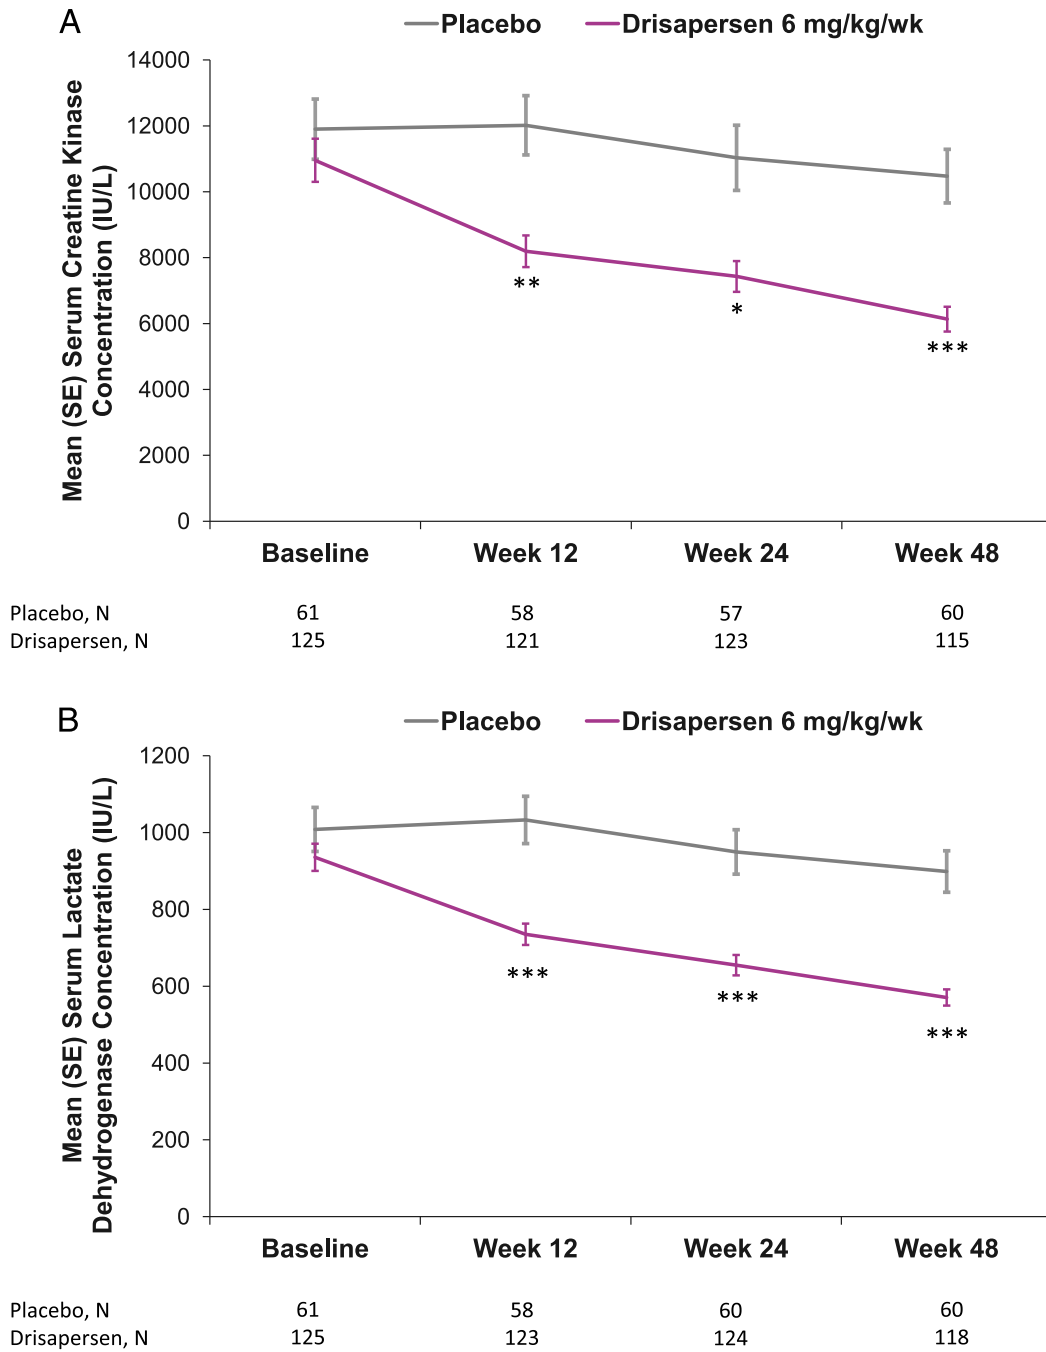 A
Placebo
Drisapersen 6 mg/kg/wk
Mean (SE) Serum Creatine Kinase
Concentration (IU/L)
14000
12000
10000
8000
6000
4000
2000
0
**
*
***
Baseline Week 12 Week 24 Week 48
Placebo, N 61 58 57 60
Drisapersen, N 125 121 123 115
B
Placebo
Drisapersen 6 mg/kg/wk
Mean (SE) Serum Lactate
Dehydrogenase Concentration (IU/L)
1200
1000
800
600
400
200
0
***
***
***
Baseline Week 12 Week 24 Week 48
Placebo, N 61 58 60 60
Drisapersen, N 125 123 124 118